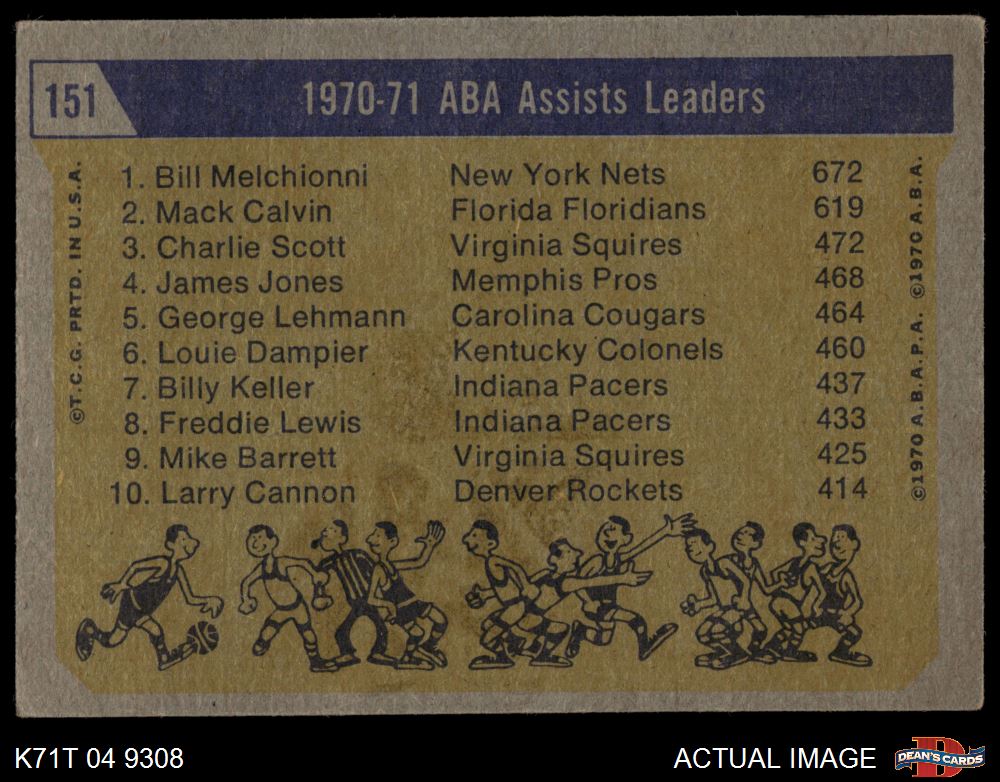 151 1970-71 ABA Assists Leaders
1. Bill Melchionni New York Nets 672
2. Mack Calvin Florida Floridians 619
3. Charlie Scott Virginia Squires 472
4. James Jones Memphis Pros 468
5. George Lehmann Carolina Cougars 464
6. Louie Dampier Kentucky Colonels 460
7. Billy Keller Indiana Pacers 437
8. Freddie Lewis Indiana Pacers 433
9. Mike Barrett Virginia Squires 425
10. Larry Cannon Denver Rockets 414
©T.C.G. PRTD. IN U.S.A.
©1970 A.B.A.P.A. ©1970 A.B.A.
K71T 04 9308 ACTUAL IMAGE
D
DEAN'S CARDS